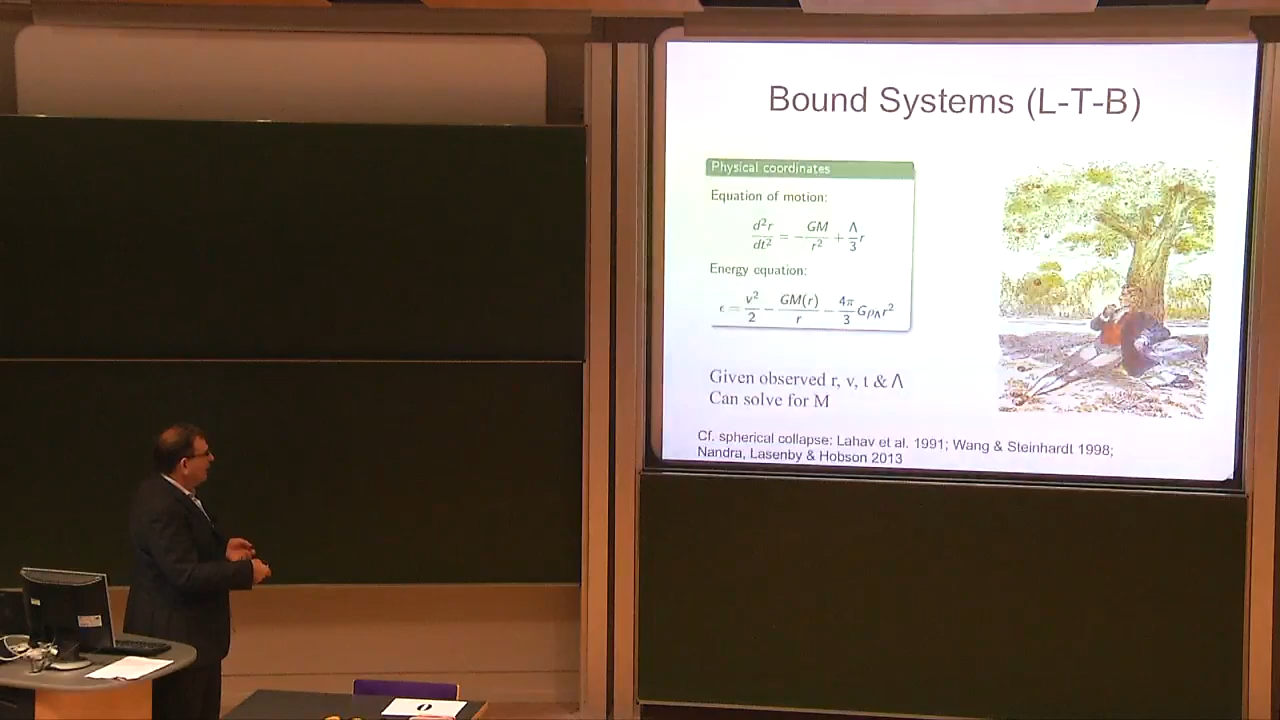 Bound Systems (L-T-B)
Physical coordinates
Equation of motion:
d²r/dt² = -GM/r² + Λ/3 r
Energy equation:
ϵ = v²/2 - GM(r)/r - 4π/3 Gρ_Λ r²
Given observed r, v, t & Λ
Can solve for M
Cf. spherical collapse: Lahav et al. 1991; Wang & Steinhardt 1998;
Nandra, Lasenby & Hobson 2013